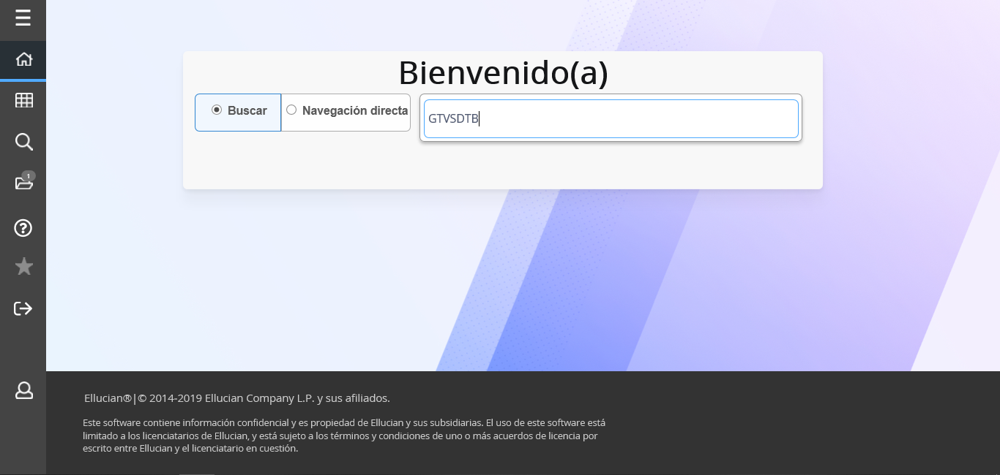 Bienvenido(a)
Buscar
Navegación directa
GTVSDTB
1
Ellucian®|© 2014-2019 Ellucian Company L.P. y sus afiliados.
Este software contiene información confidencial y es propiedad de Ellucian y sus subsidiarias. El uso de este software está
limitado a los licenciatarios de Ellucian, y está sujeto a los términos y condiciones de uno o más acuerdos de licencia por
escrito entre Ellucian y el licenciatario en cuestión.